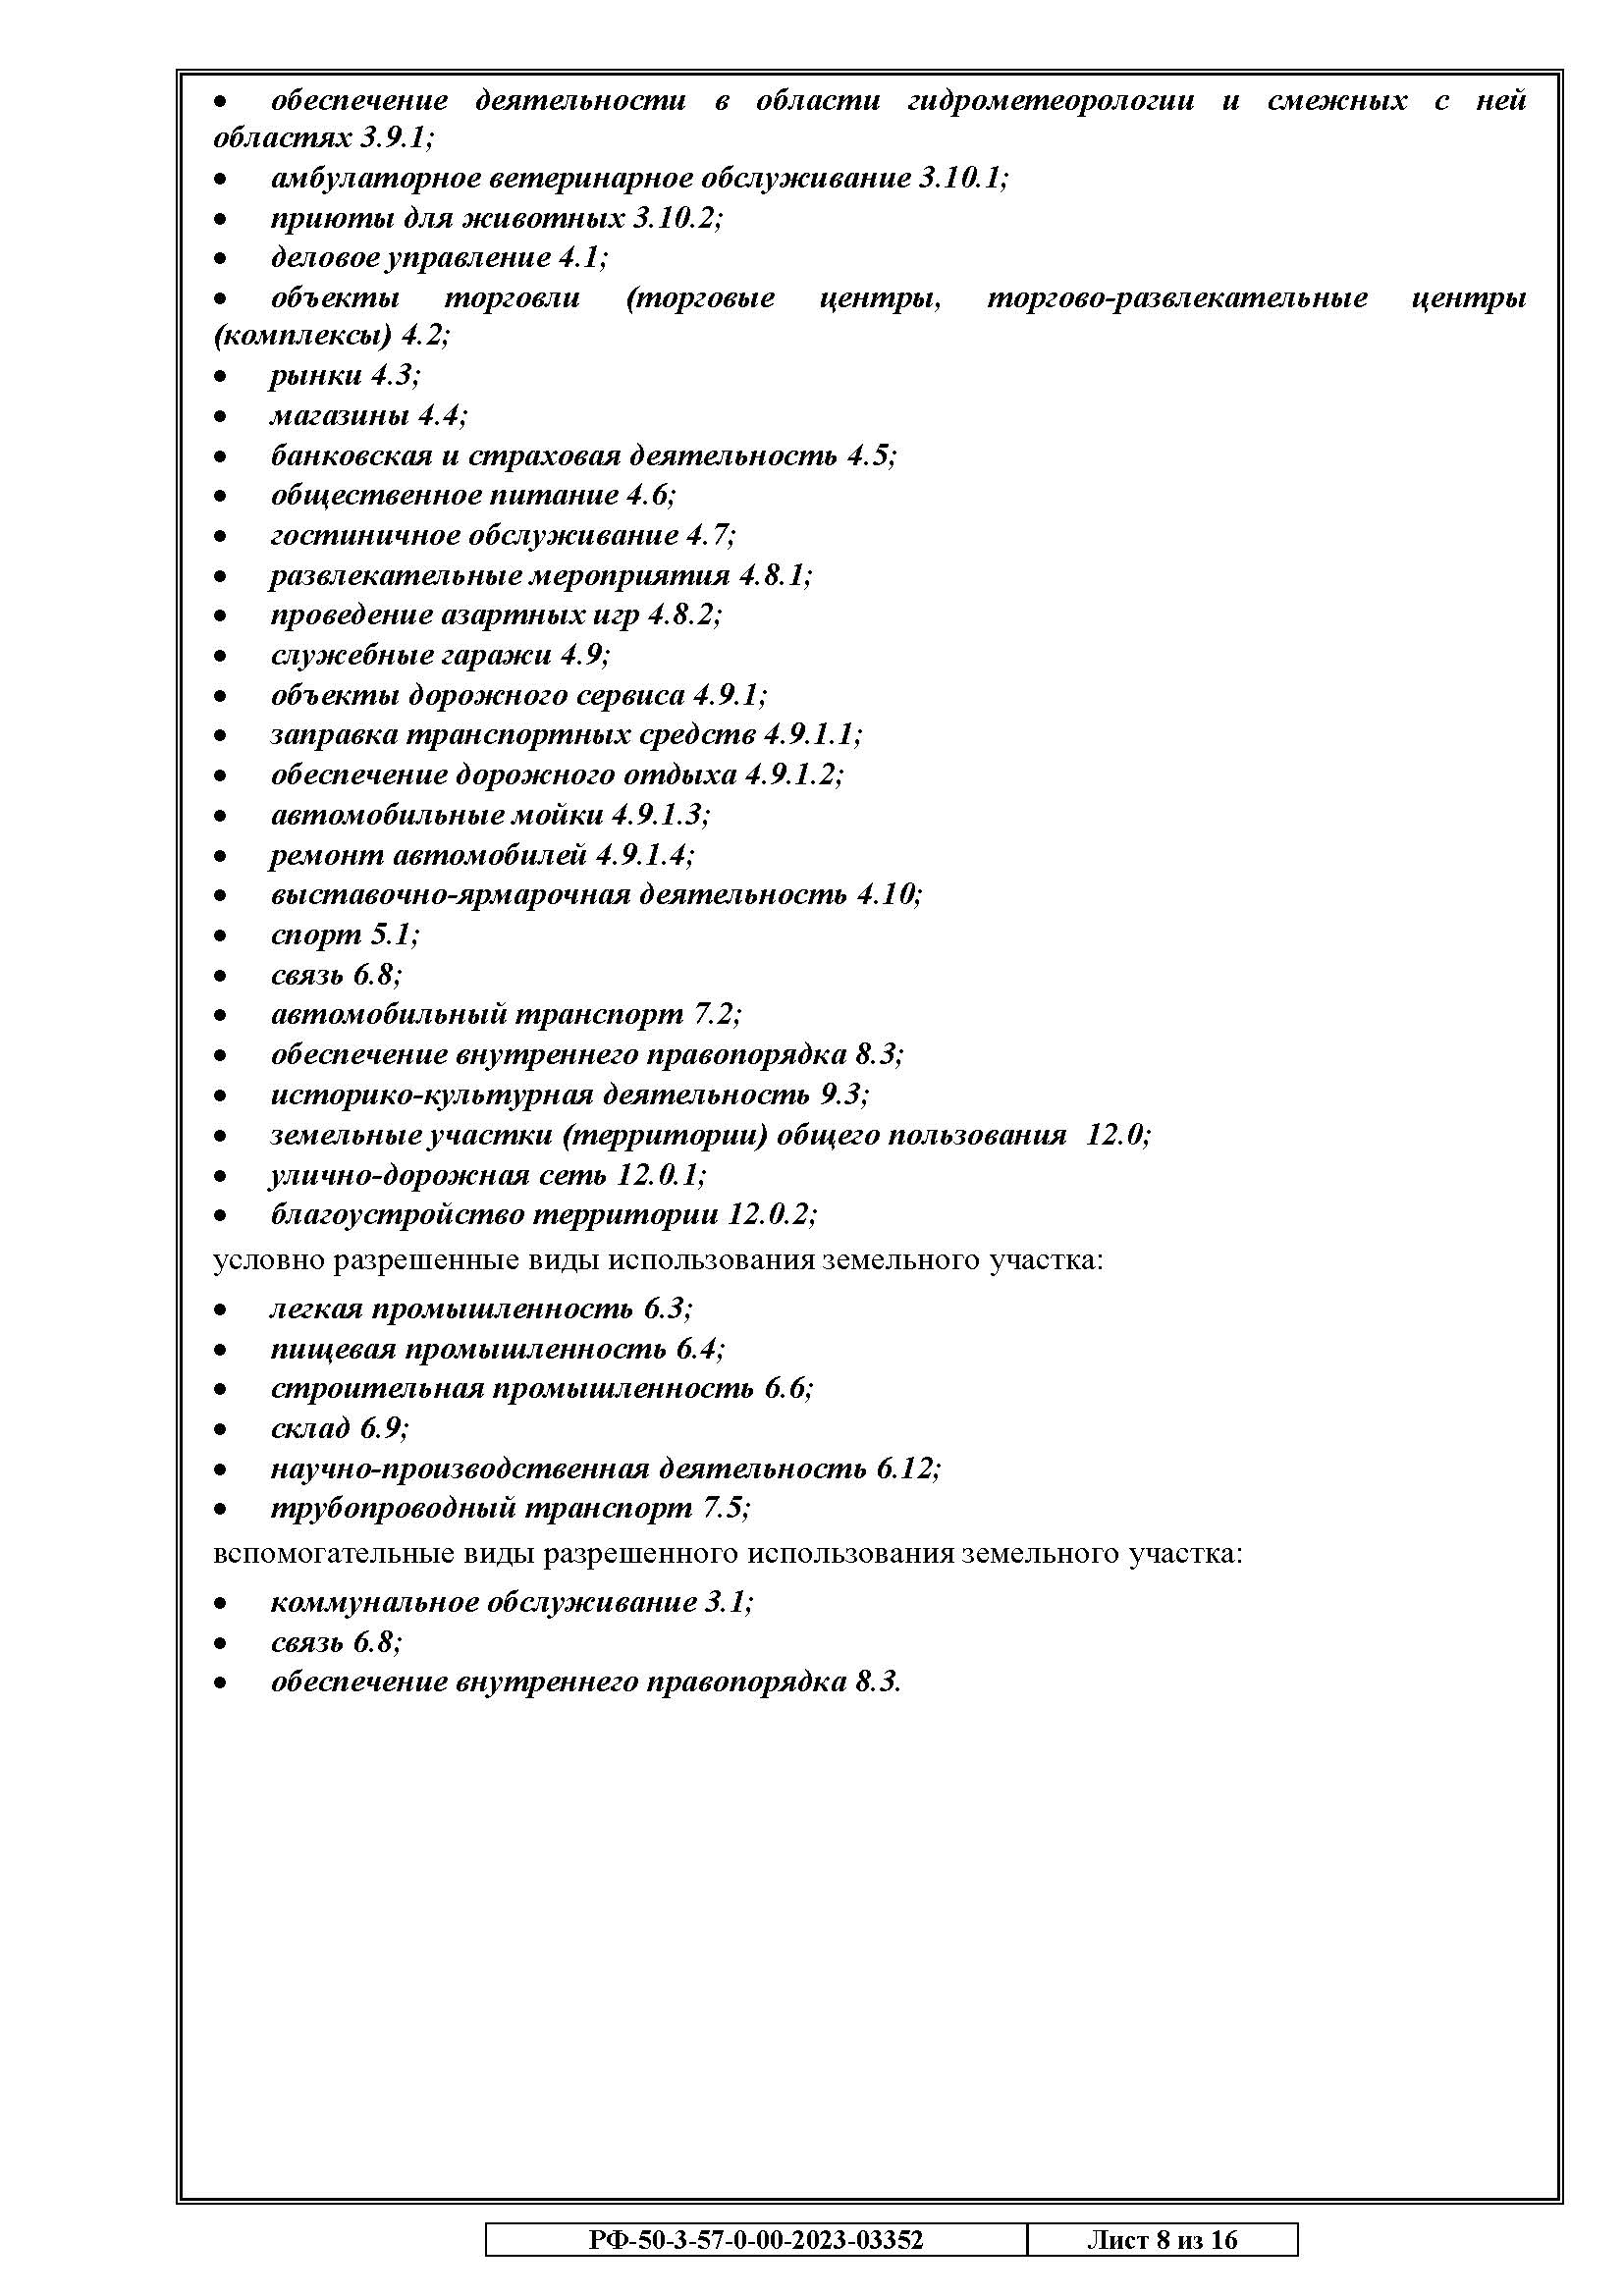 • обеспечение деятельности в области гидрометеорологии и смежных с ней
областях 3.9.1;
• амбулаторное ветеринарное обслуживание 3.10.1;
• приюты для животных 3.10.2;
• деловое управление 4.1;
• объекты торговли (торговые центры, торгово-развлекательные центры
(комплексы) 4.2;
• рынки 4.3;
• магазины 4.4;
• банковская и страховая деятельность 4.5;
• общественное питание 4.6;
• гостиничное обслуживание 4.7;
• развлекательные мероприятия 4.8.1;
• проведение азартных игр 4.8.2;
• служебные гаражи 4.9;
• объекты дорожного сервиса 4.9.1;
• заправка транспортных средств 4.9.1.1;
• обеспечение дорожного отдыха 4.9.1.2;
• автомобильные мойки 4.9.1.3;
• ремонт автомобилей 4.9.1.4;
• выставочно-ярмарочная деятельность 4.10;
• спорт 5.1;
• связь 6.8;
• автомобильный транспорт 7.2;
• обеспечение внутреннего правопорядка 8.3;
• историко-культурная деятельность 9.3;
• земельные участки (территории) общего пользования 12.0;
• улично-дорожная сеть 12.0.1;
• благоустройство территории 12.0.2;
условно разрешенные виды использования земельного участка:
• легкая промышленность 6.3;
• пищевая промышленность 6.4;
• строительная промышленность 6.6;
• склад 6.9;
• научно-производственная деятельность 6.12;
• трубопроводный транспорт 7.5;
вспомогательные виды разрешенного использования земельного участка:
• коммунальное обслуживание 3.1;
• связь 6.8;
• обеспечение внутреннего правопорядка 8.3.
РФ-50-3-57-0-00-2023-03352 Лист 8 из 16